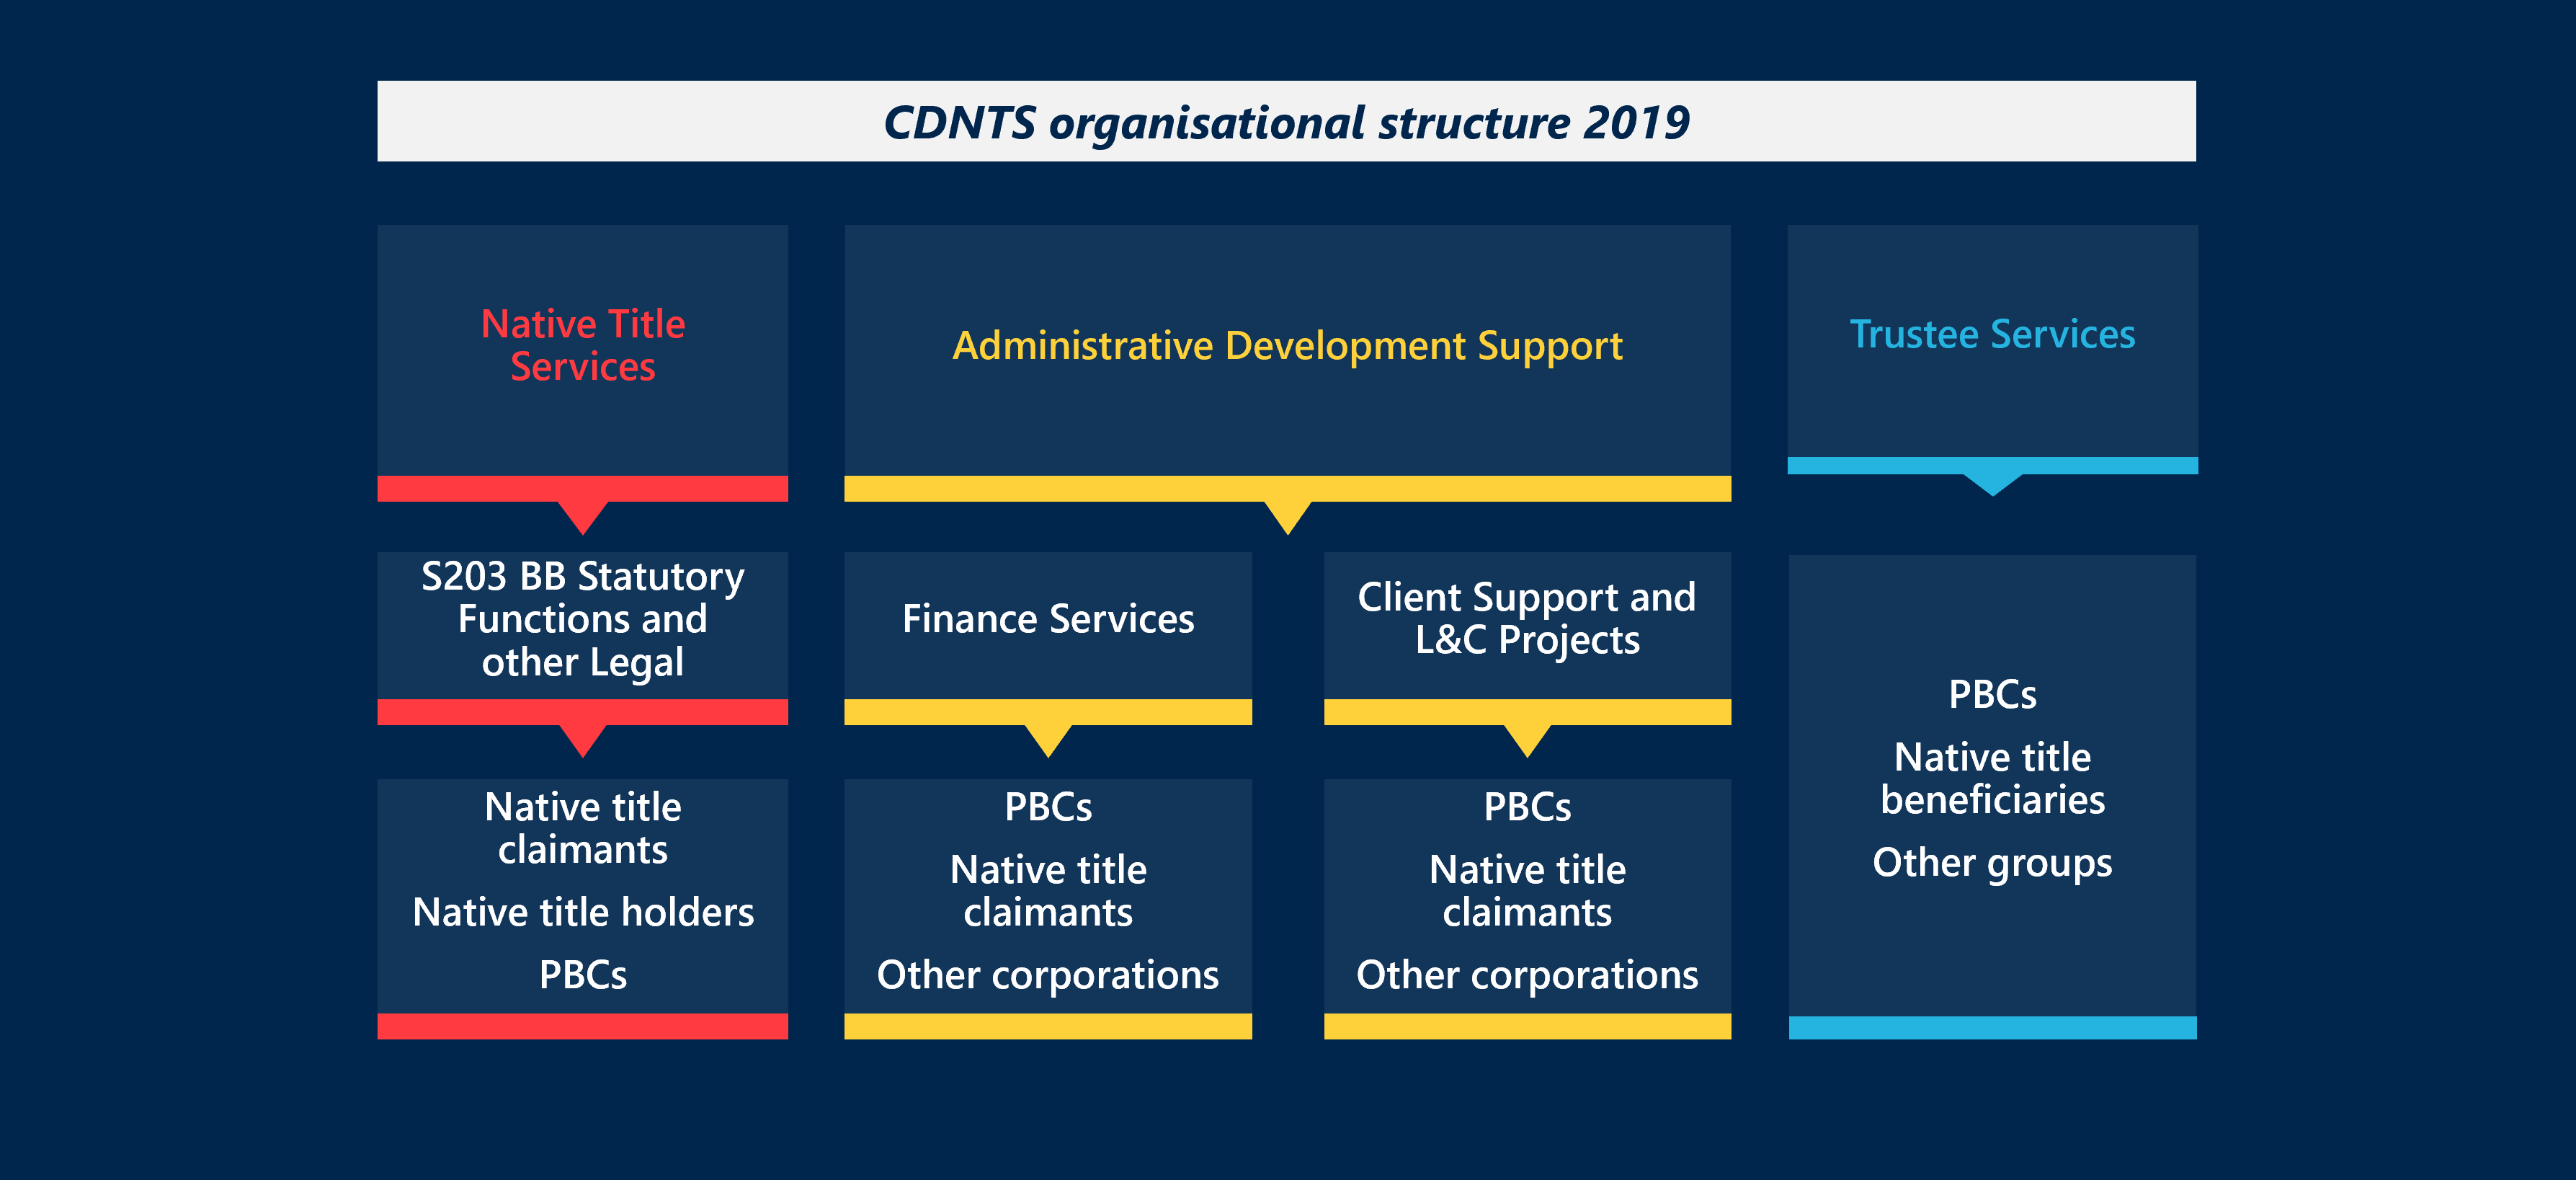 CDNTS organisational structure 2019
Native Title
Services
Administrative Development Support
Trustee Services
S203 BB Statutory
Functions and
other Legal
Finance Services
Client Support and
L&C Projects
Native title
claimants
Native title holders
PBCs
PBCs
Native title
claimants
Other corporations
PBCs
Native title
claimants
Other corporations
PBCs
Native title
beneficiaries
Other groups